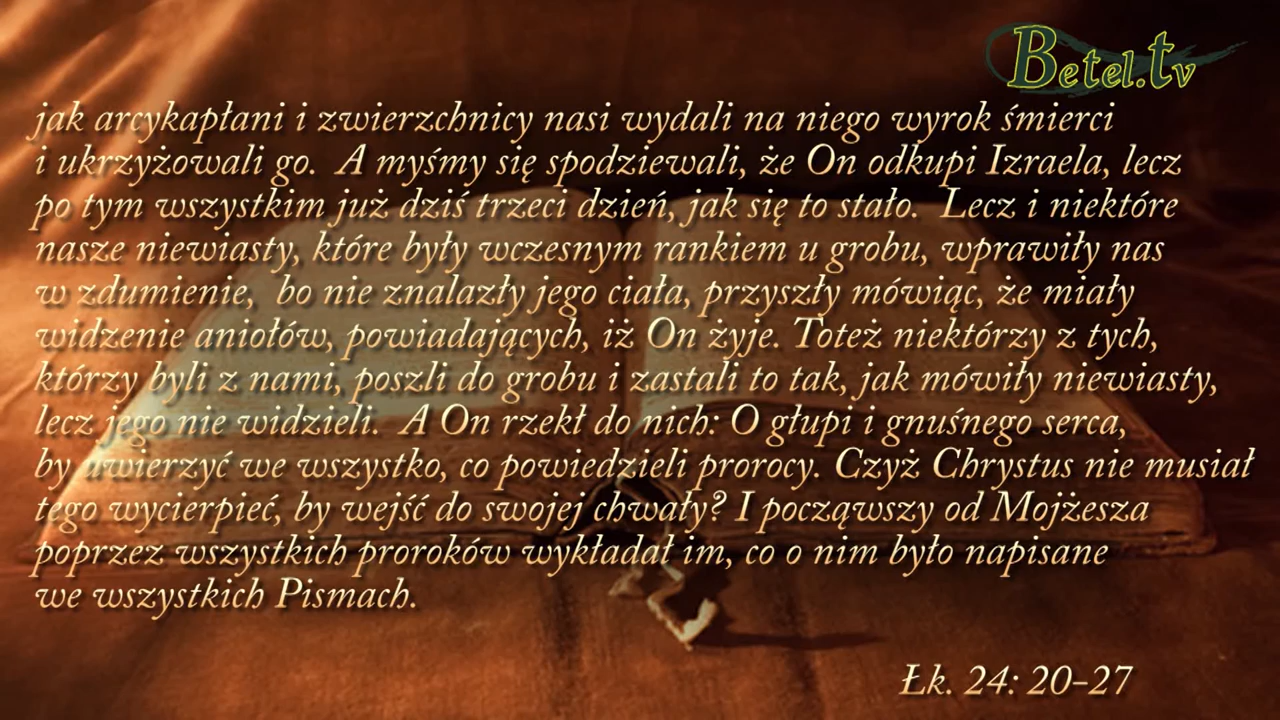 Betel.tv
jak arcykapłani i zwierzchnicy nasi wydali na niego wyrok śmierci
i ukrzyżowali go. A myśmy się spodziewali, że On odkupi Izraela, lecz
po tym wszystkim już dziś trzeci dzień, jak się to stało. Lecz i niektóre
nasze niewiasty, które były wczesnym rankiem u grobu, wprawiły nas
w zdumienie, bo nie znalazły jego ciała, przyszły mówiąc, że miały
widzenie aniołów, powiadających, iż On żyje. Toteż niektórzy z tych,
którzy byli z nami, poszli do grobu i zastali to tak, jak mówiły niewiasty,
lecz jego nie widzieli. A On rzekł do nich: O głupi i gnuśnego serca,
by uwierzyć we wszystko, co powiedzieli prorocy. Czyż Chrystus nie musiał
tego wycierpieć, by wejść do swojej chwały? I począwszy od Mojżesza
poprzez wszystkich proroków wykładał im, co o nim było napisane
we wszystkich Pismach.
Łk. 24: 20-27